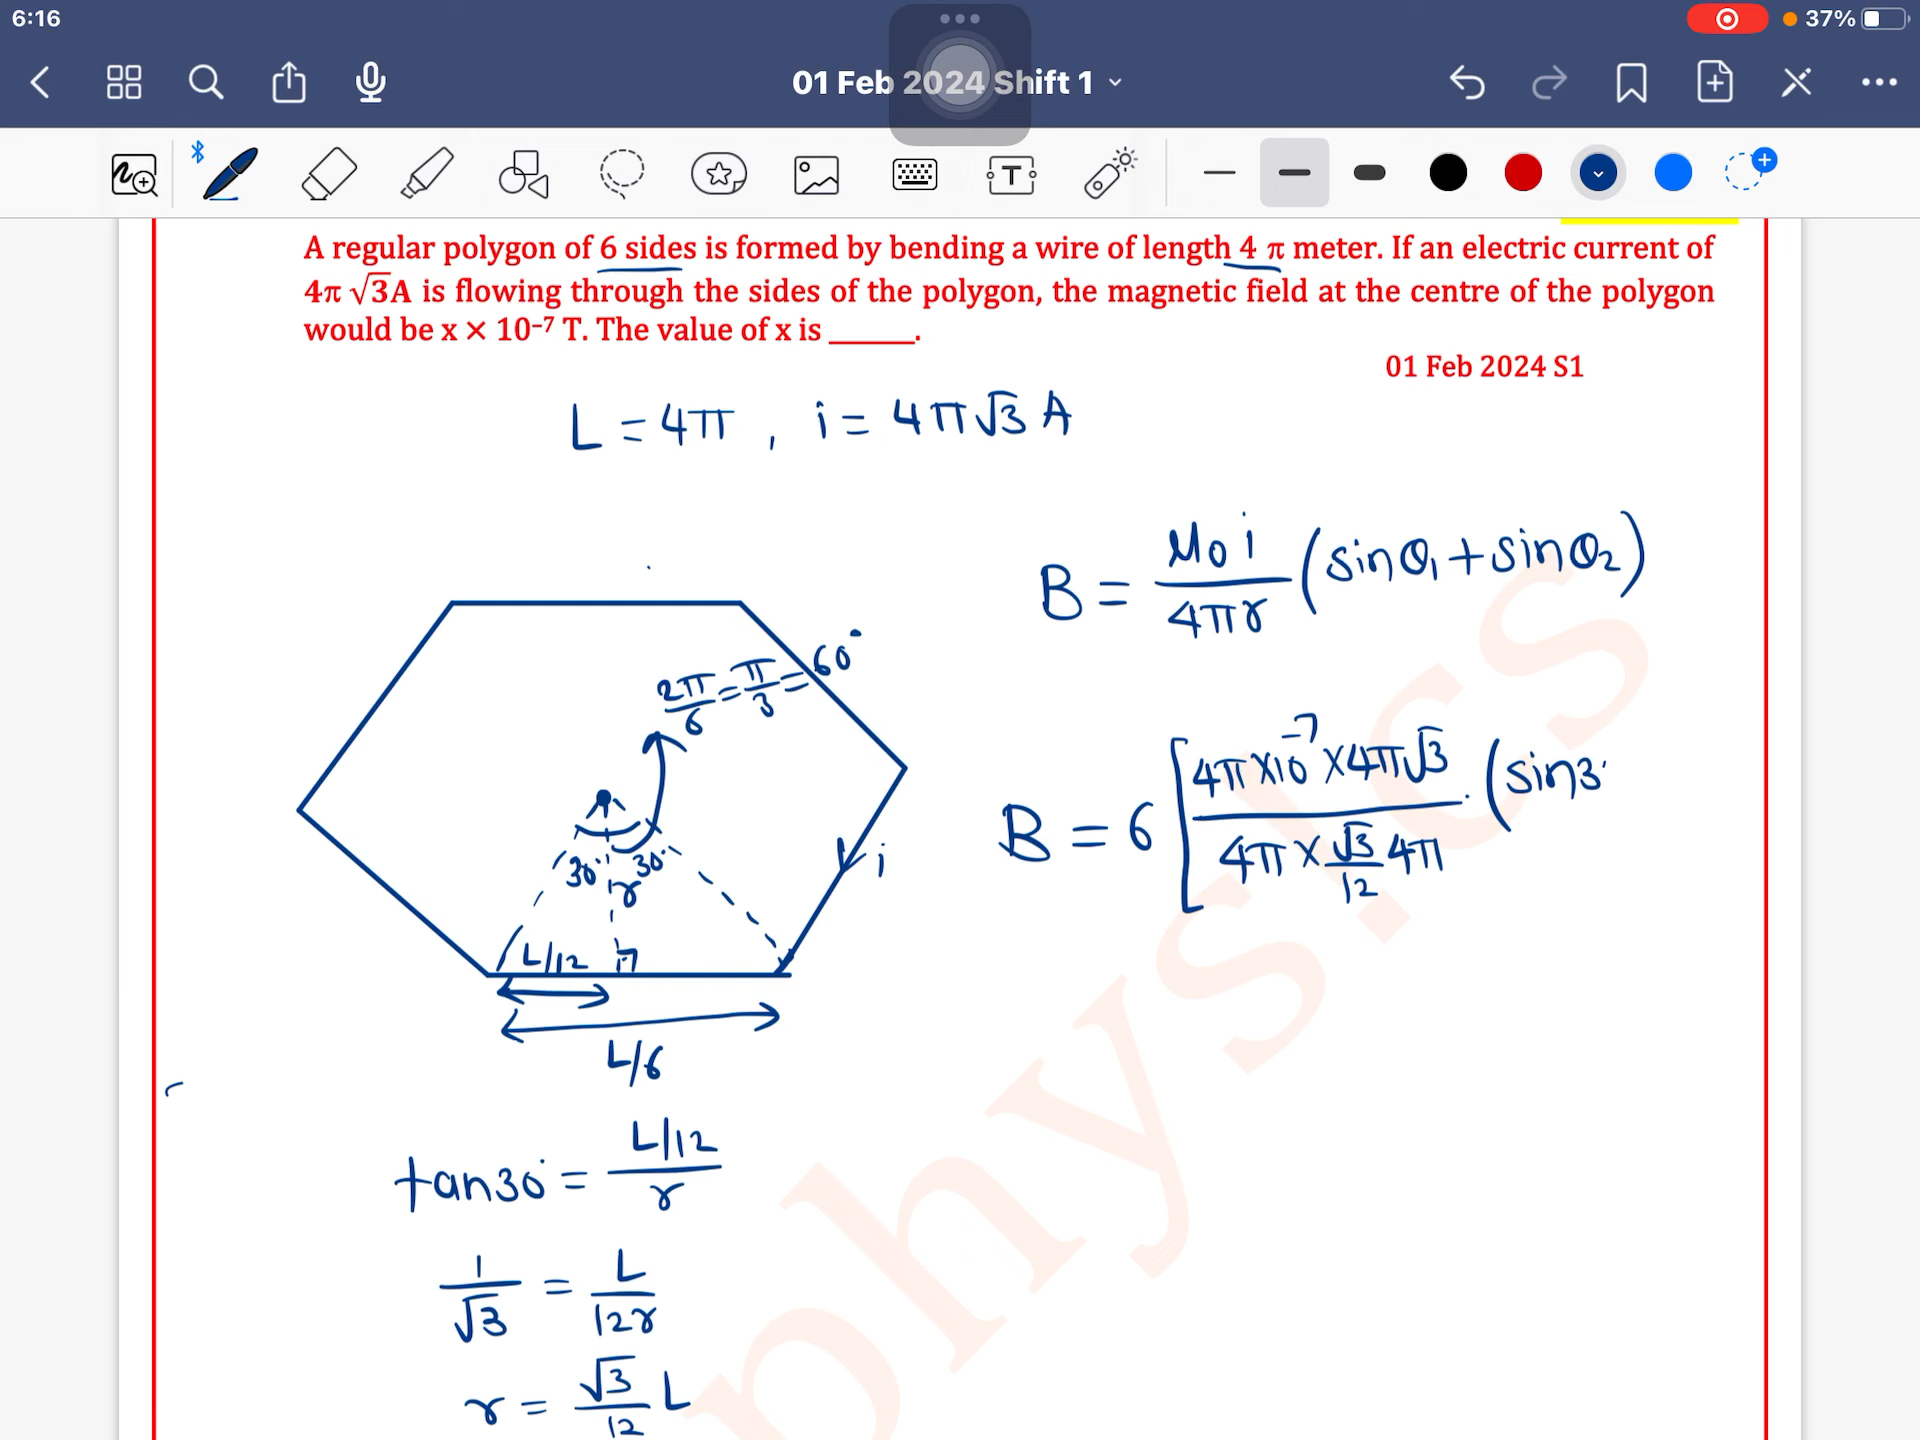 6:16
37%
01 Feb 2024 Shift 1
A regular polygon of 6 sides is formed by bending a wire of length 4 π meter. If an electric current of
4π √3A is flowing through the sides of the polygon, the magnetic field at the centre of the polygon
would be x × 10⁻⁷ T. The value of x is ______.
01 Feb 2024 S1
L = 4π , i = 4π√3 A
B = μ₀ i / 4πr (sinθ₁ + sinθ₂)
2π/6 = π/3 = 60°
B = 6 [ 4π×10⁻⁷ × 4π√3 / 4π × √3/12 4π . (sin3
30° 30°
r
i
L/12
L/6
tan30° = L/12 / r
1/√3 = L/12r
r = √3/12 L
phys!cs